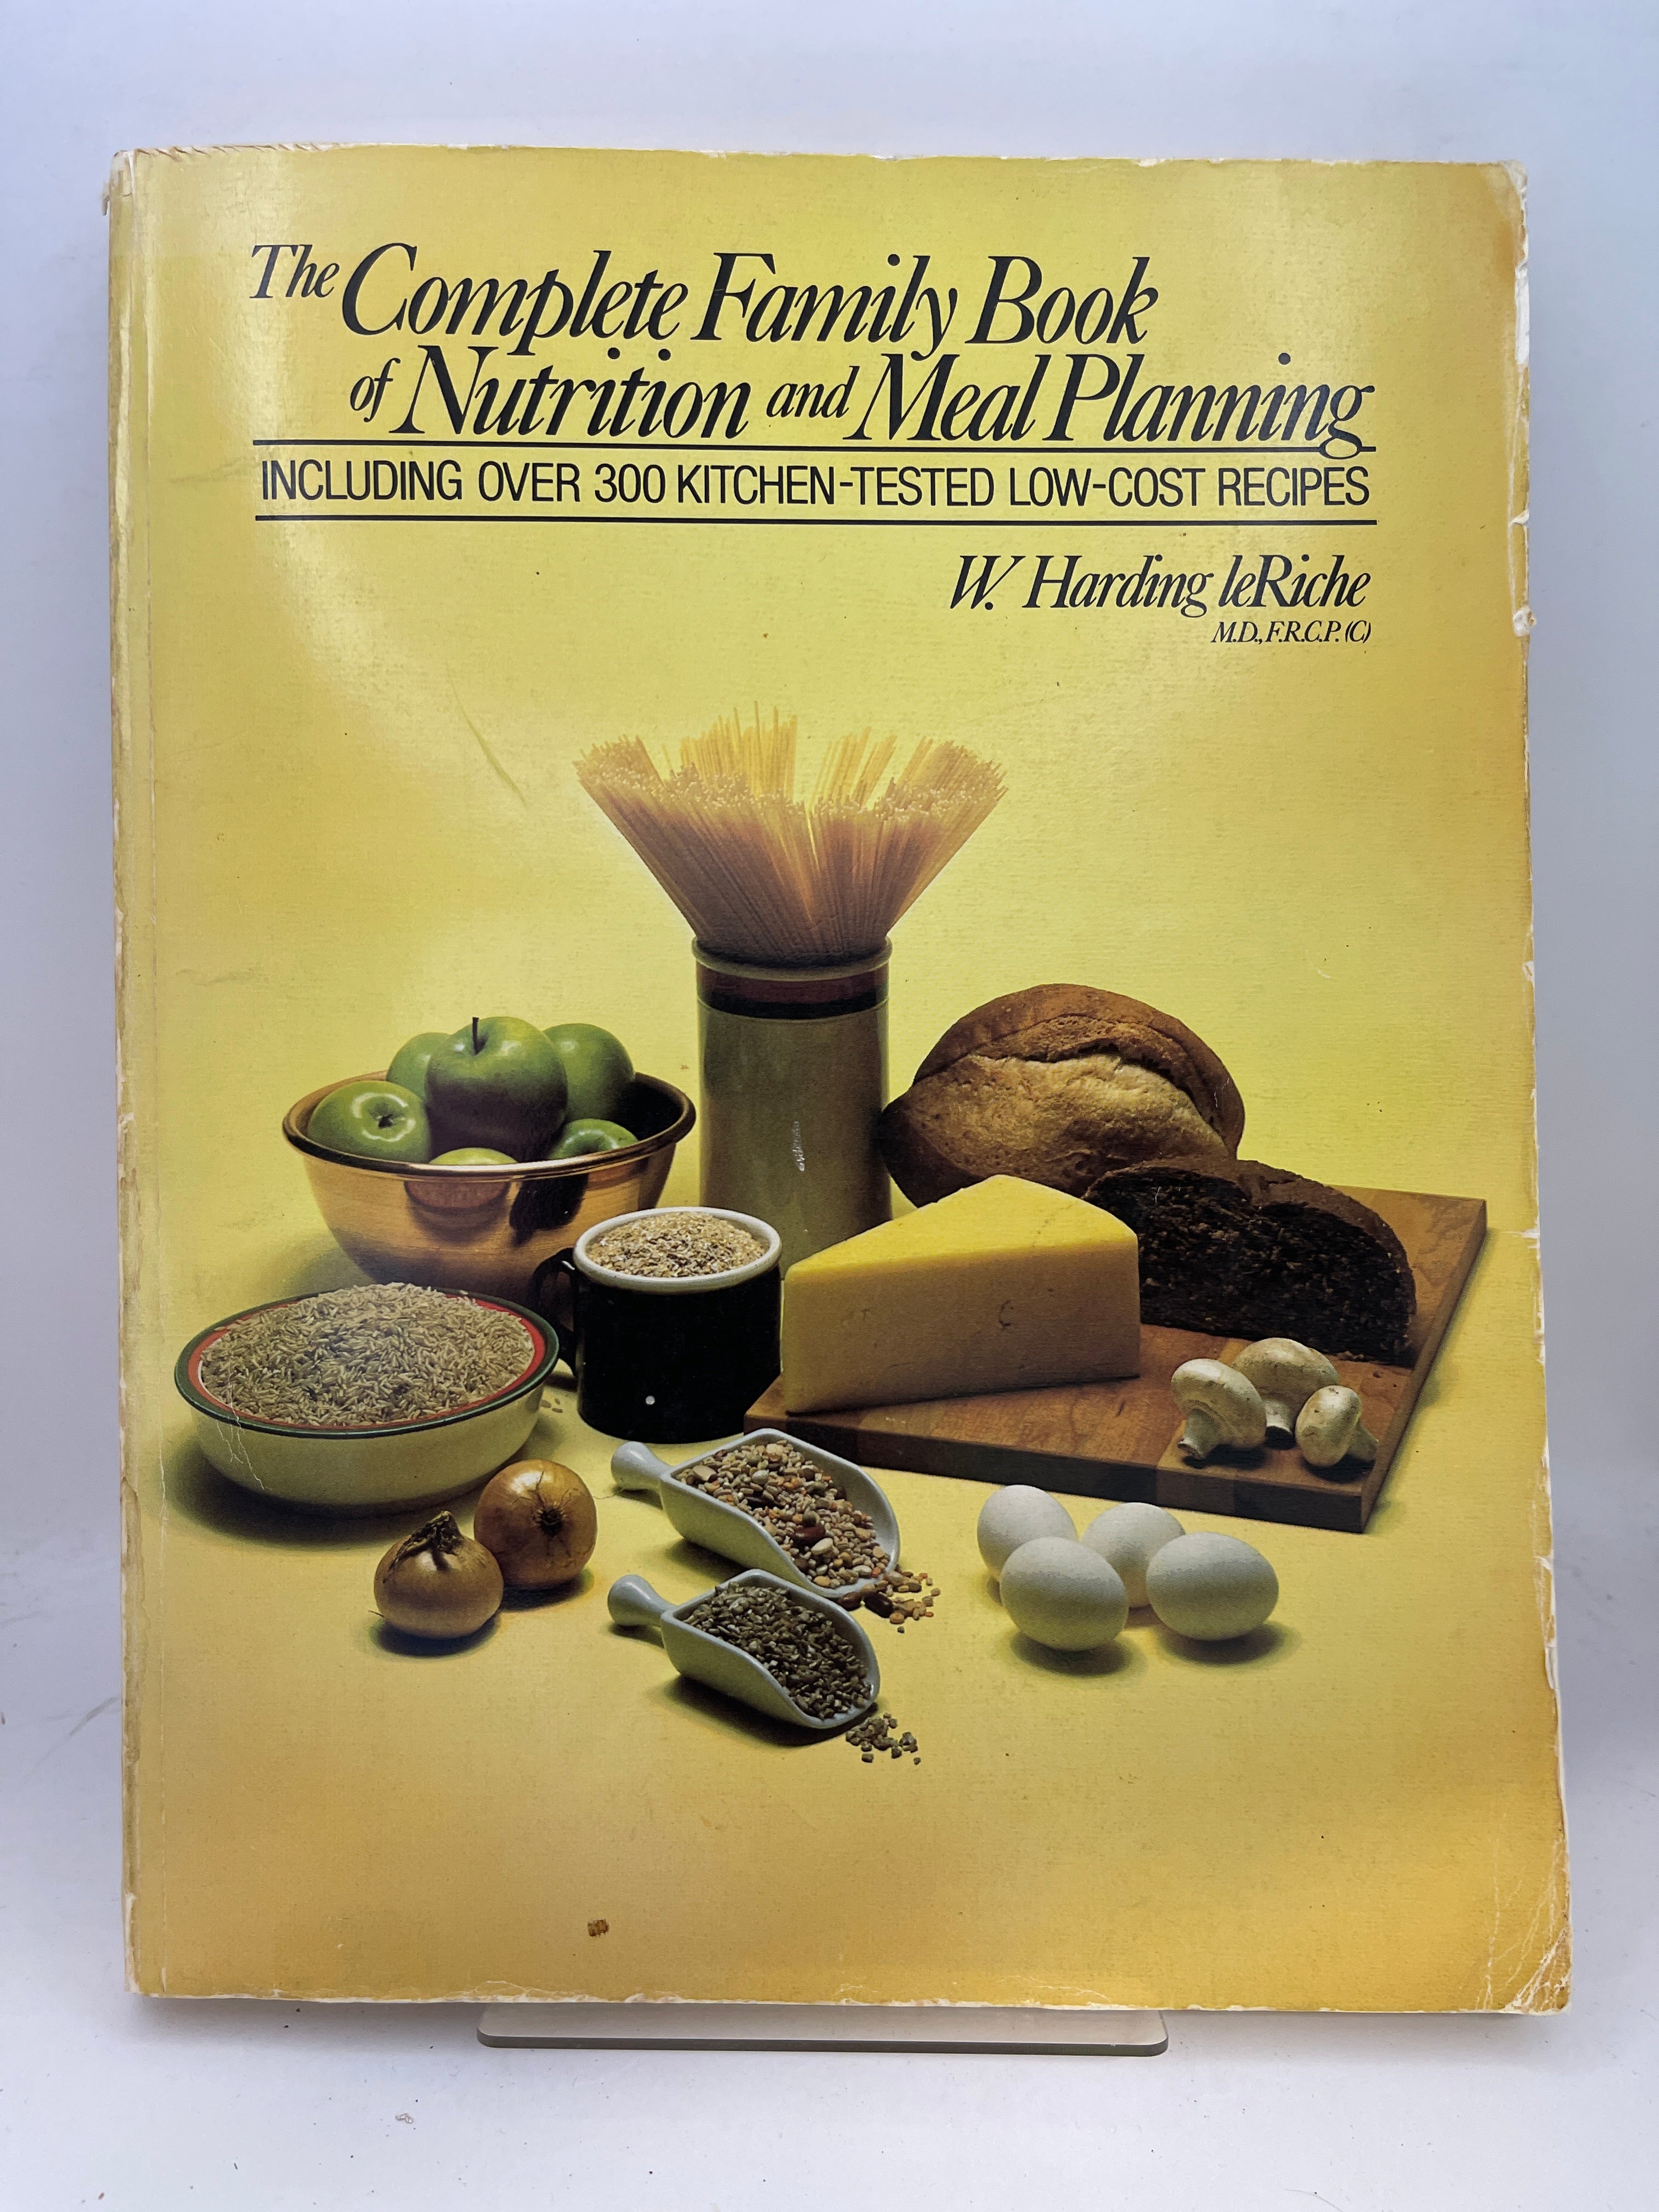 The Complete Family Book
of Nutrition and Meal Planning
INCLUDING OVER 300 KITCHEN-TESTED LOW-COST RECIPES
W. Harding leRiche
M.D., F.R.C.P. (C)